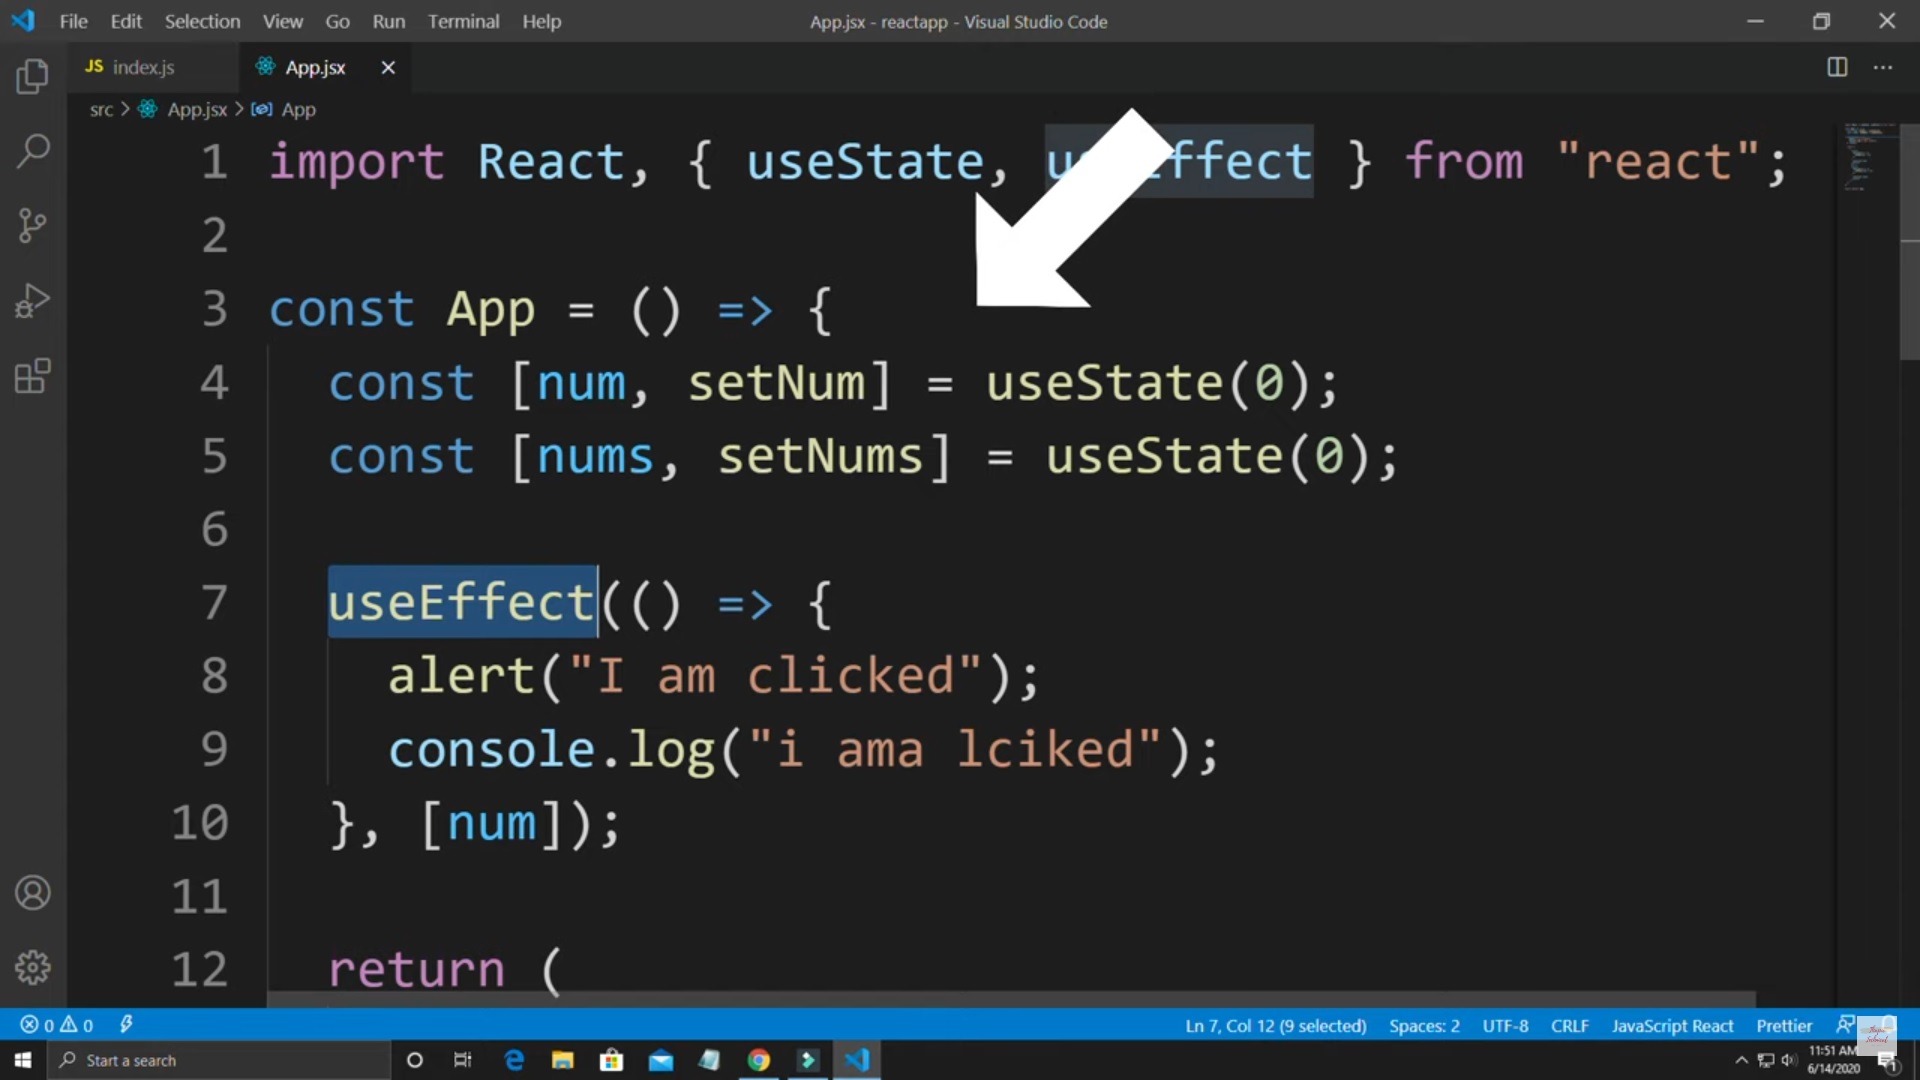 File Edit Selection View Go Run Terminal Help
App.jsx - reactapp - Visual Studio Code
JS index.js
App.jsx
src > App.jsx > App
1 import React, { useState, u ffect } from "react";
2
3 const App = () => {
4 const [num, setNum] = useState(0);
5 const [nums, setNums] = useState(0);
6
7 useEffect(() => {
8 alert("I am clicked");
9 console.log("i ama lciked");
10 }, [num]);
11
12 return (
0 0
Ln 7, Col 12 (9 selected) Spaces: 2 UTF-8 CRLF JavaScript React Prettier
Start a search
11:51 AM
6/14/2020
1